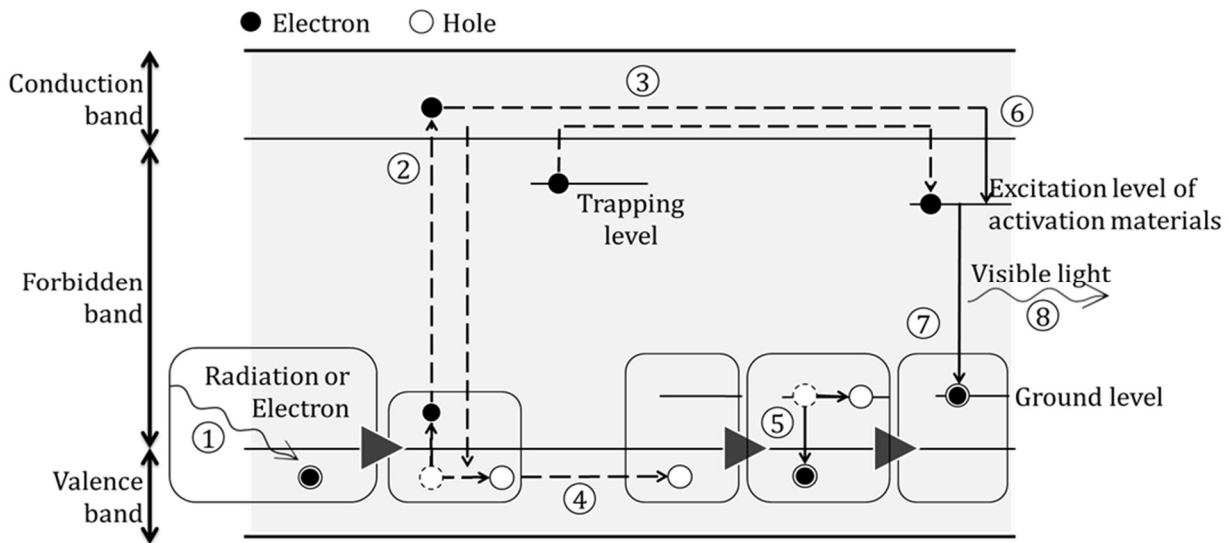 Electron
Hole
Conduction
band
③
⑥
②
Trapping
level
Excitation level of
activation materials
Forbidden
band
Visible light
⑧
⑦
Radiation or
Electron
①
⑤
Ground level
Valence
band
④